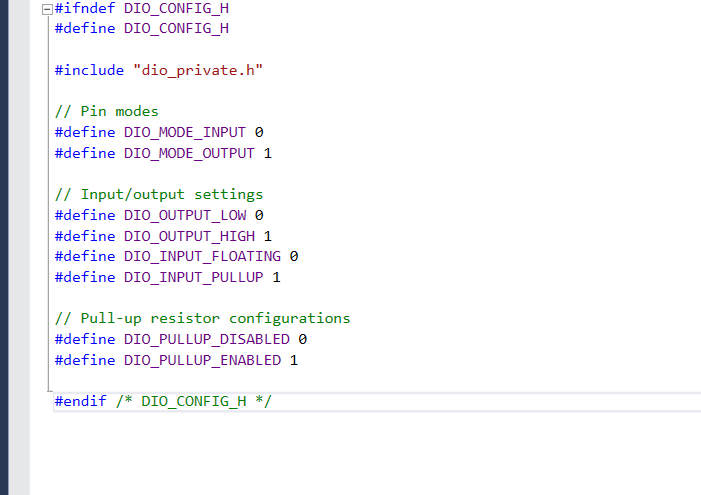 #ifndef DIO_CONFIG_H
#define DIO_CONFIG_H
#include "dio_private.h"
// Pin modes
#define DIO_MODE_INPUT 0
#define DIO_MODE_OUTPUT 1
// Input/output settings
#define DIO_OUTPUT_LOW 0
#define DIO_OUTPUT_HIGH 1
#define DIO_INPUT_FLOATING 0
#define DIO_INPUT_PULLUP 1
// Pull-up resistor configurations
#define DIO_PULLUP_DISABLED 0
#define DIO_PULLUP_ENABLED 1
#endif /* DIO_CONFIG_H */